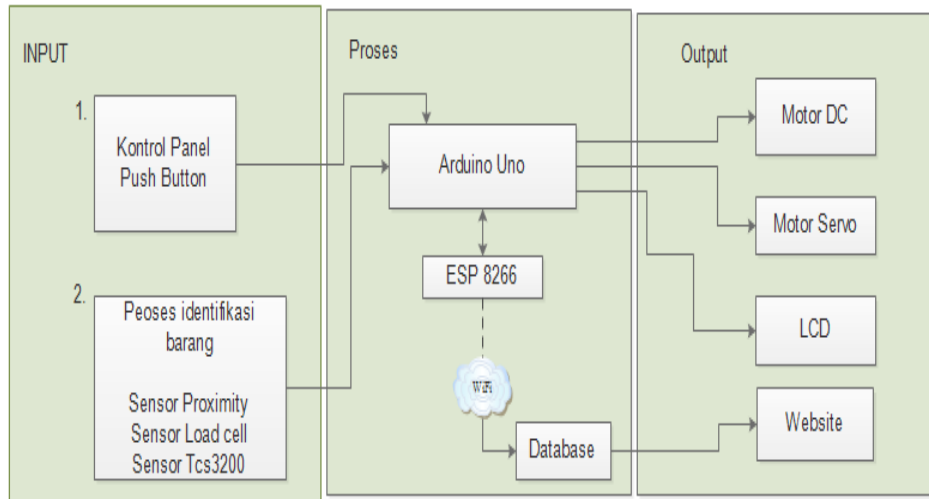 INPUT
1.
Kontrol Panel
Push Button
2.
Peoses identifikasi
barang
Sensor Proximity
Sensor Load cell
Sensor Tcs3200
Proses
Arduino Uno
ESP 8266
WiFi
Database
Output
Motor DC
Motor Servo
LCD
Website